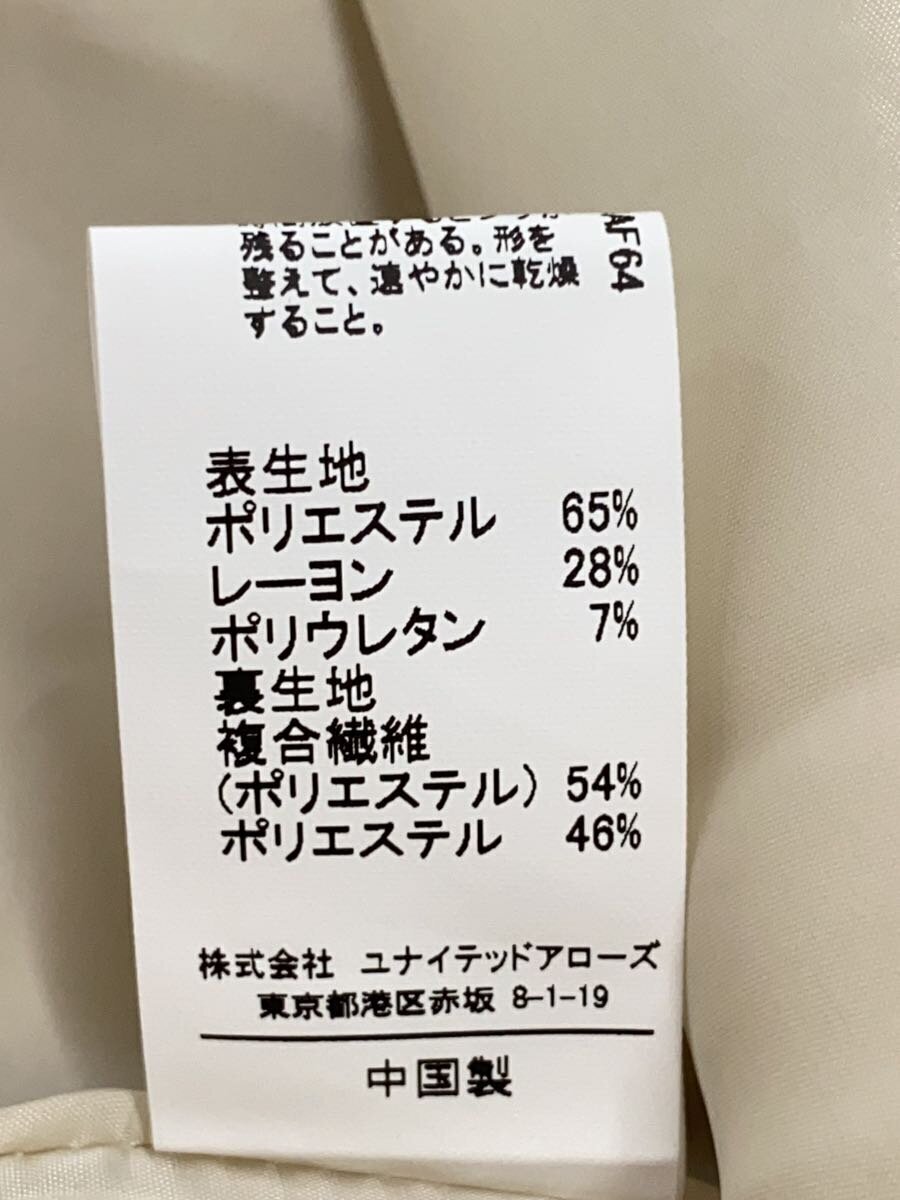 残ることがある。形を
整えて、速やかに乾燥
すること。
AF64
表生地
ポリエステル 65%
レーヨン 28%
ポリウレタン 7%
裏生地
複合繊維
(ポリエステル) 54%
ポリエステル 46%
株式会社 ユナイテッドアローズ
東京都港区赤坂 8-1-19
中国製